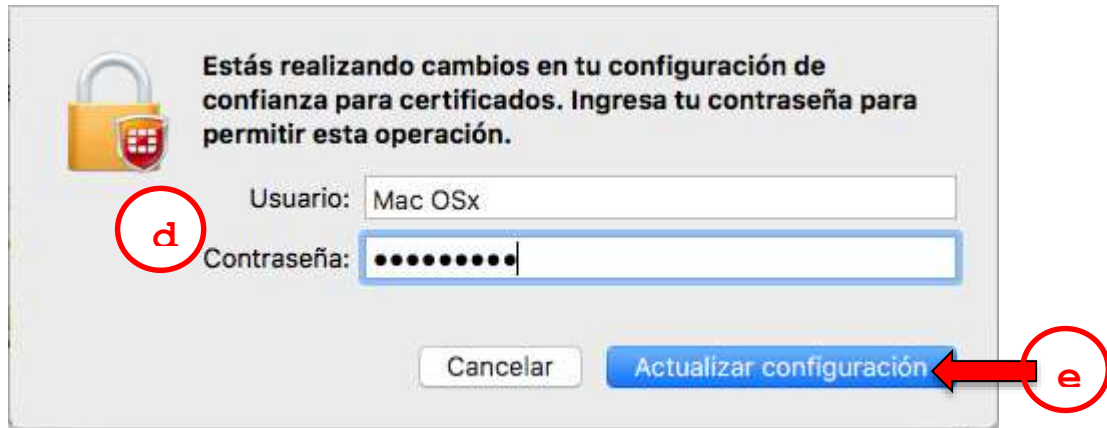 Estás realizando cambios en tu configuración de
confianza para certificados. Ingresa tu contraseña para
permitir esta operación.
Usuario: Mac OSx
d
Contraseña: •••••••••
Cancelar Actualizar configuración e